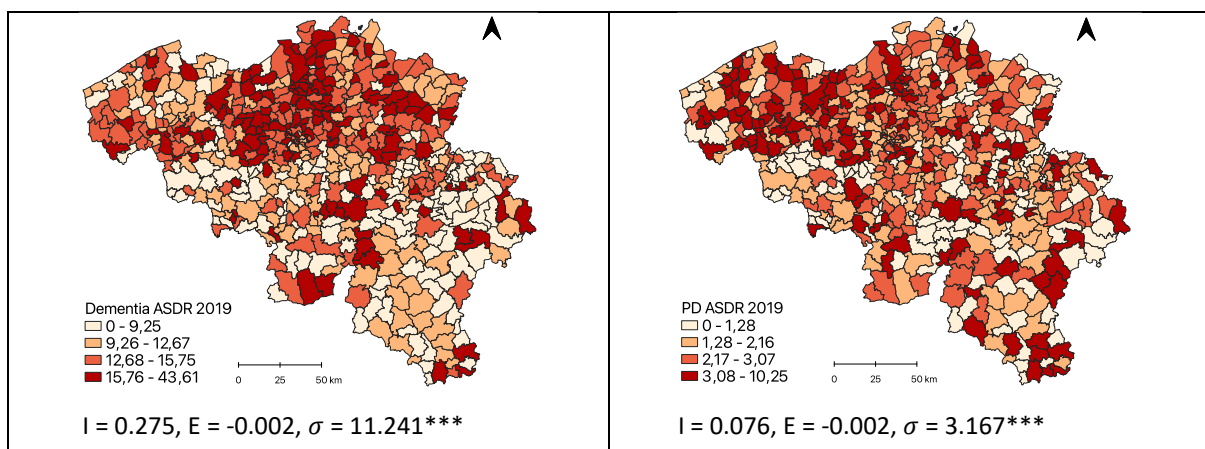 Dementia ASDR 2019
0 - 9,25
9,26 - 12,67
12,68 - 15,75
15,76 - 43,61
0 25 50 km
I = 0.275, E = -0.002, 𝜎 = 11.241***
PD ASDR 2019
0 - 1,28
1,28 - 2,16
2,17 - 3,07
3,08 - 10,25
0 25 50 km
I = 0.076, E = -0.002, 𝜎 = 3.167***